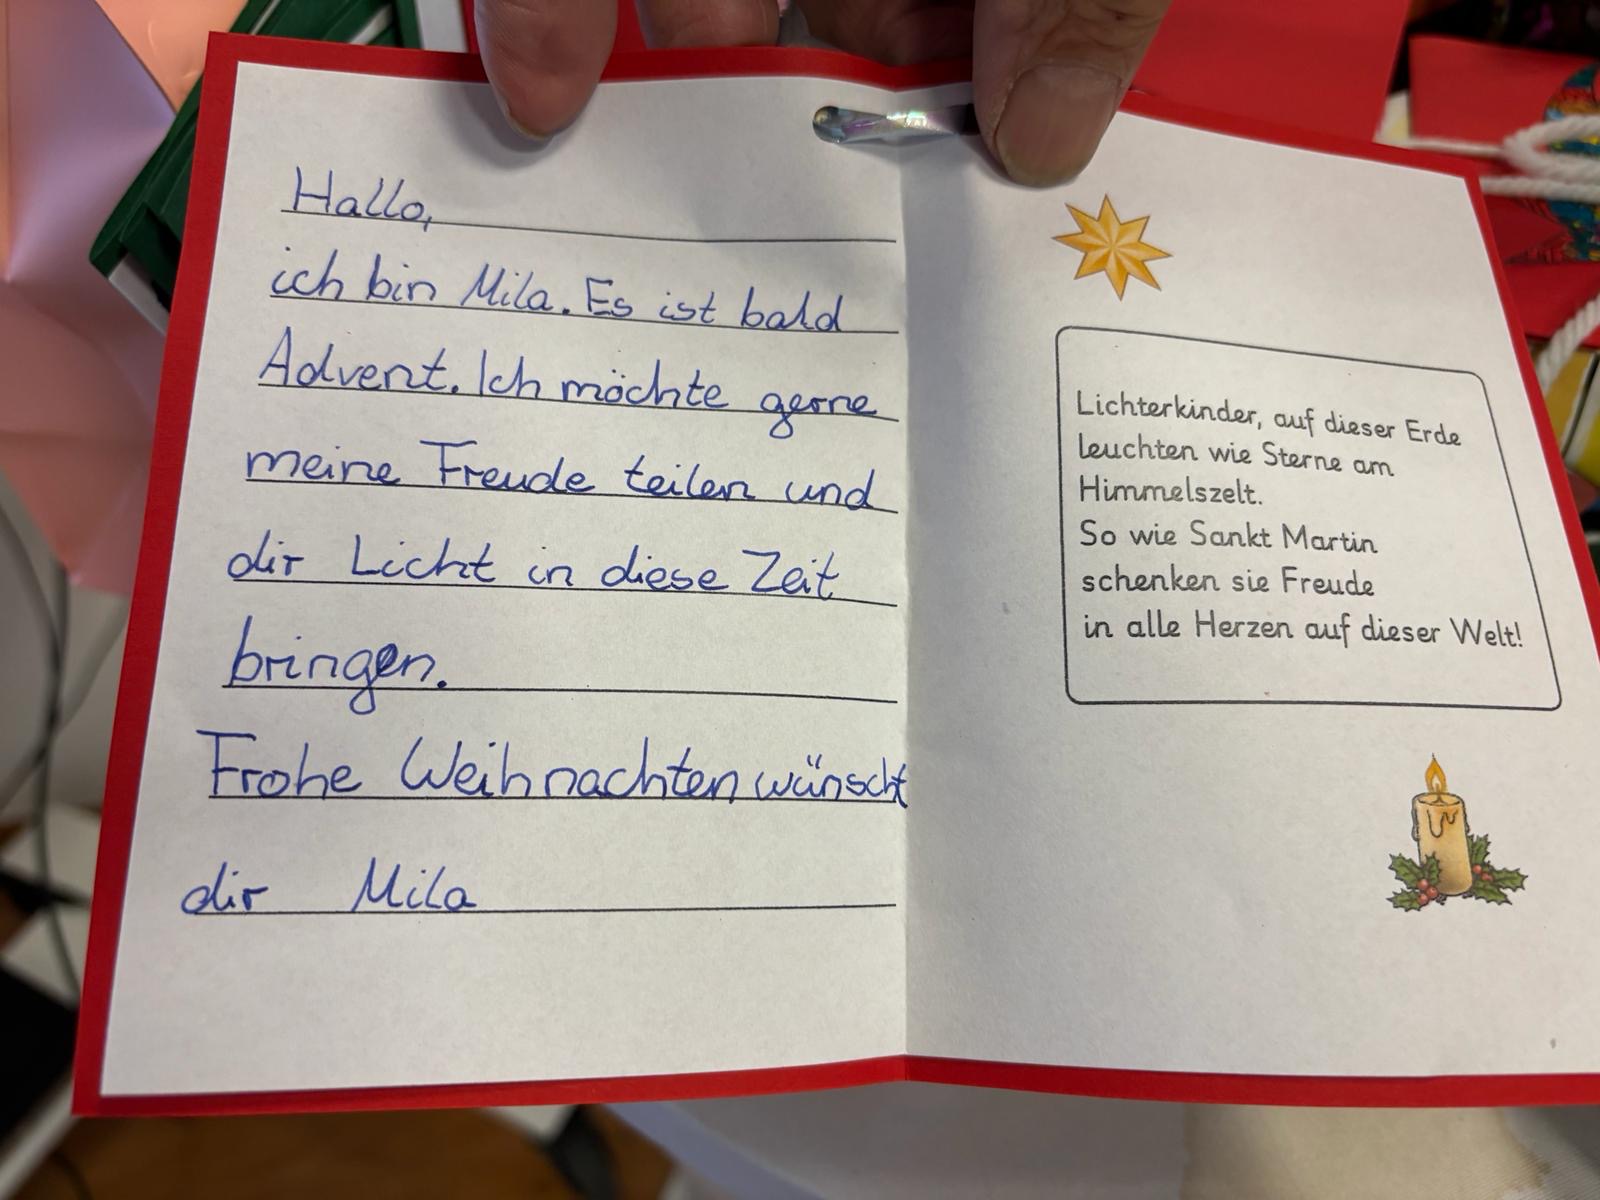 Hallo,
ich bin Mila. Es ist bald
Advent. Ich möchte gerne
meine Freude teilen und
dir Licht in diese Zeit
bringen.
Frohe Weihnachten wünscht
dir Mila
Lichterkinder, auf dieser Erde
leuchten wie Sterne am
Himmelszelt.
So wie Sankt Martin
schenken sie Freude
in alle Herzen auf dieser Welt!